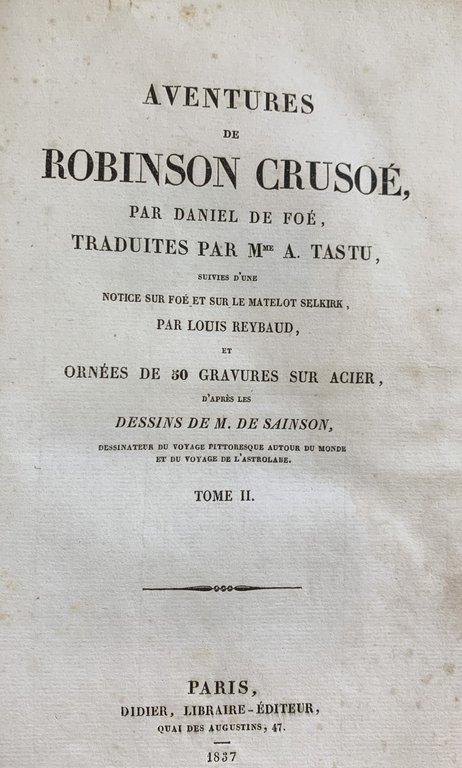 AVENTURES
DE
ROBINSON CRUSOÉ,
PAR DANIEL DE FOÉ,
TRADUITES PAR MME A. TASTU,
SUIVIES D'UNE
NOTICE SUR FOÉ ET SUR LE MATELOT SELKIRK,
PAR LOUIS REYBAUD,
ET
ORNÉES DE 50 GRAVURES SUR ACIER,
D'APRÈS LES
DESSINS DE M. DE SAINSON,
DESSINATEUR DU VOYAGE PITTORESQUE AUTOUR DU MONDE
ET DU VOYAGE DE L'ASTROLABE.
TOME II.
PARIS,
DIDIER, LIBRAIRE-ÉDITEUR,
QUAI DES AUGUSTINS, 47.
1837